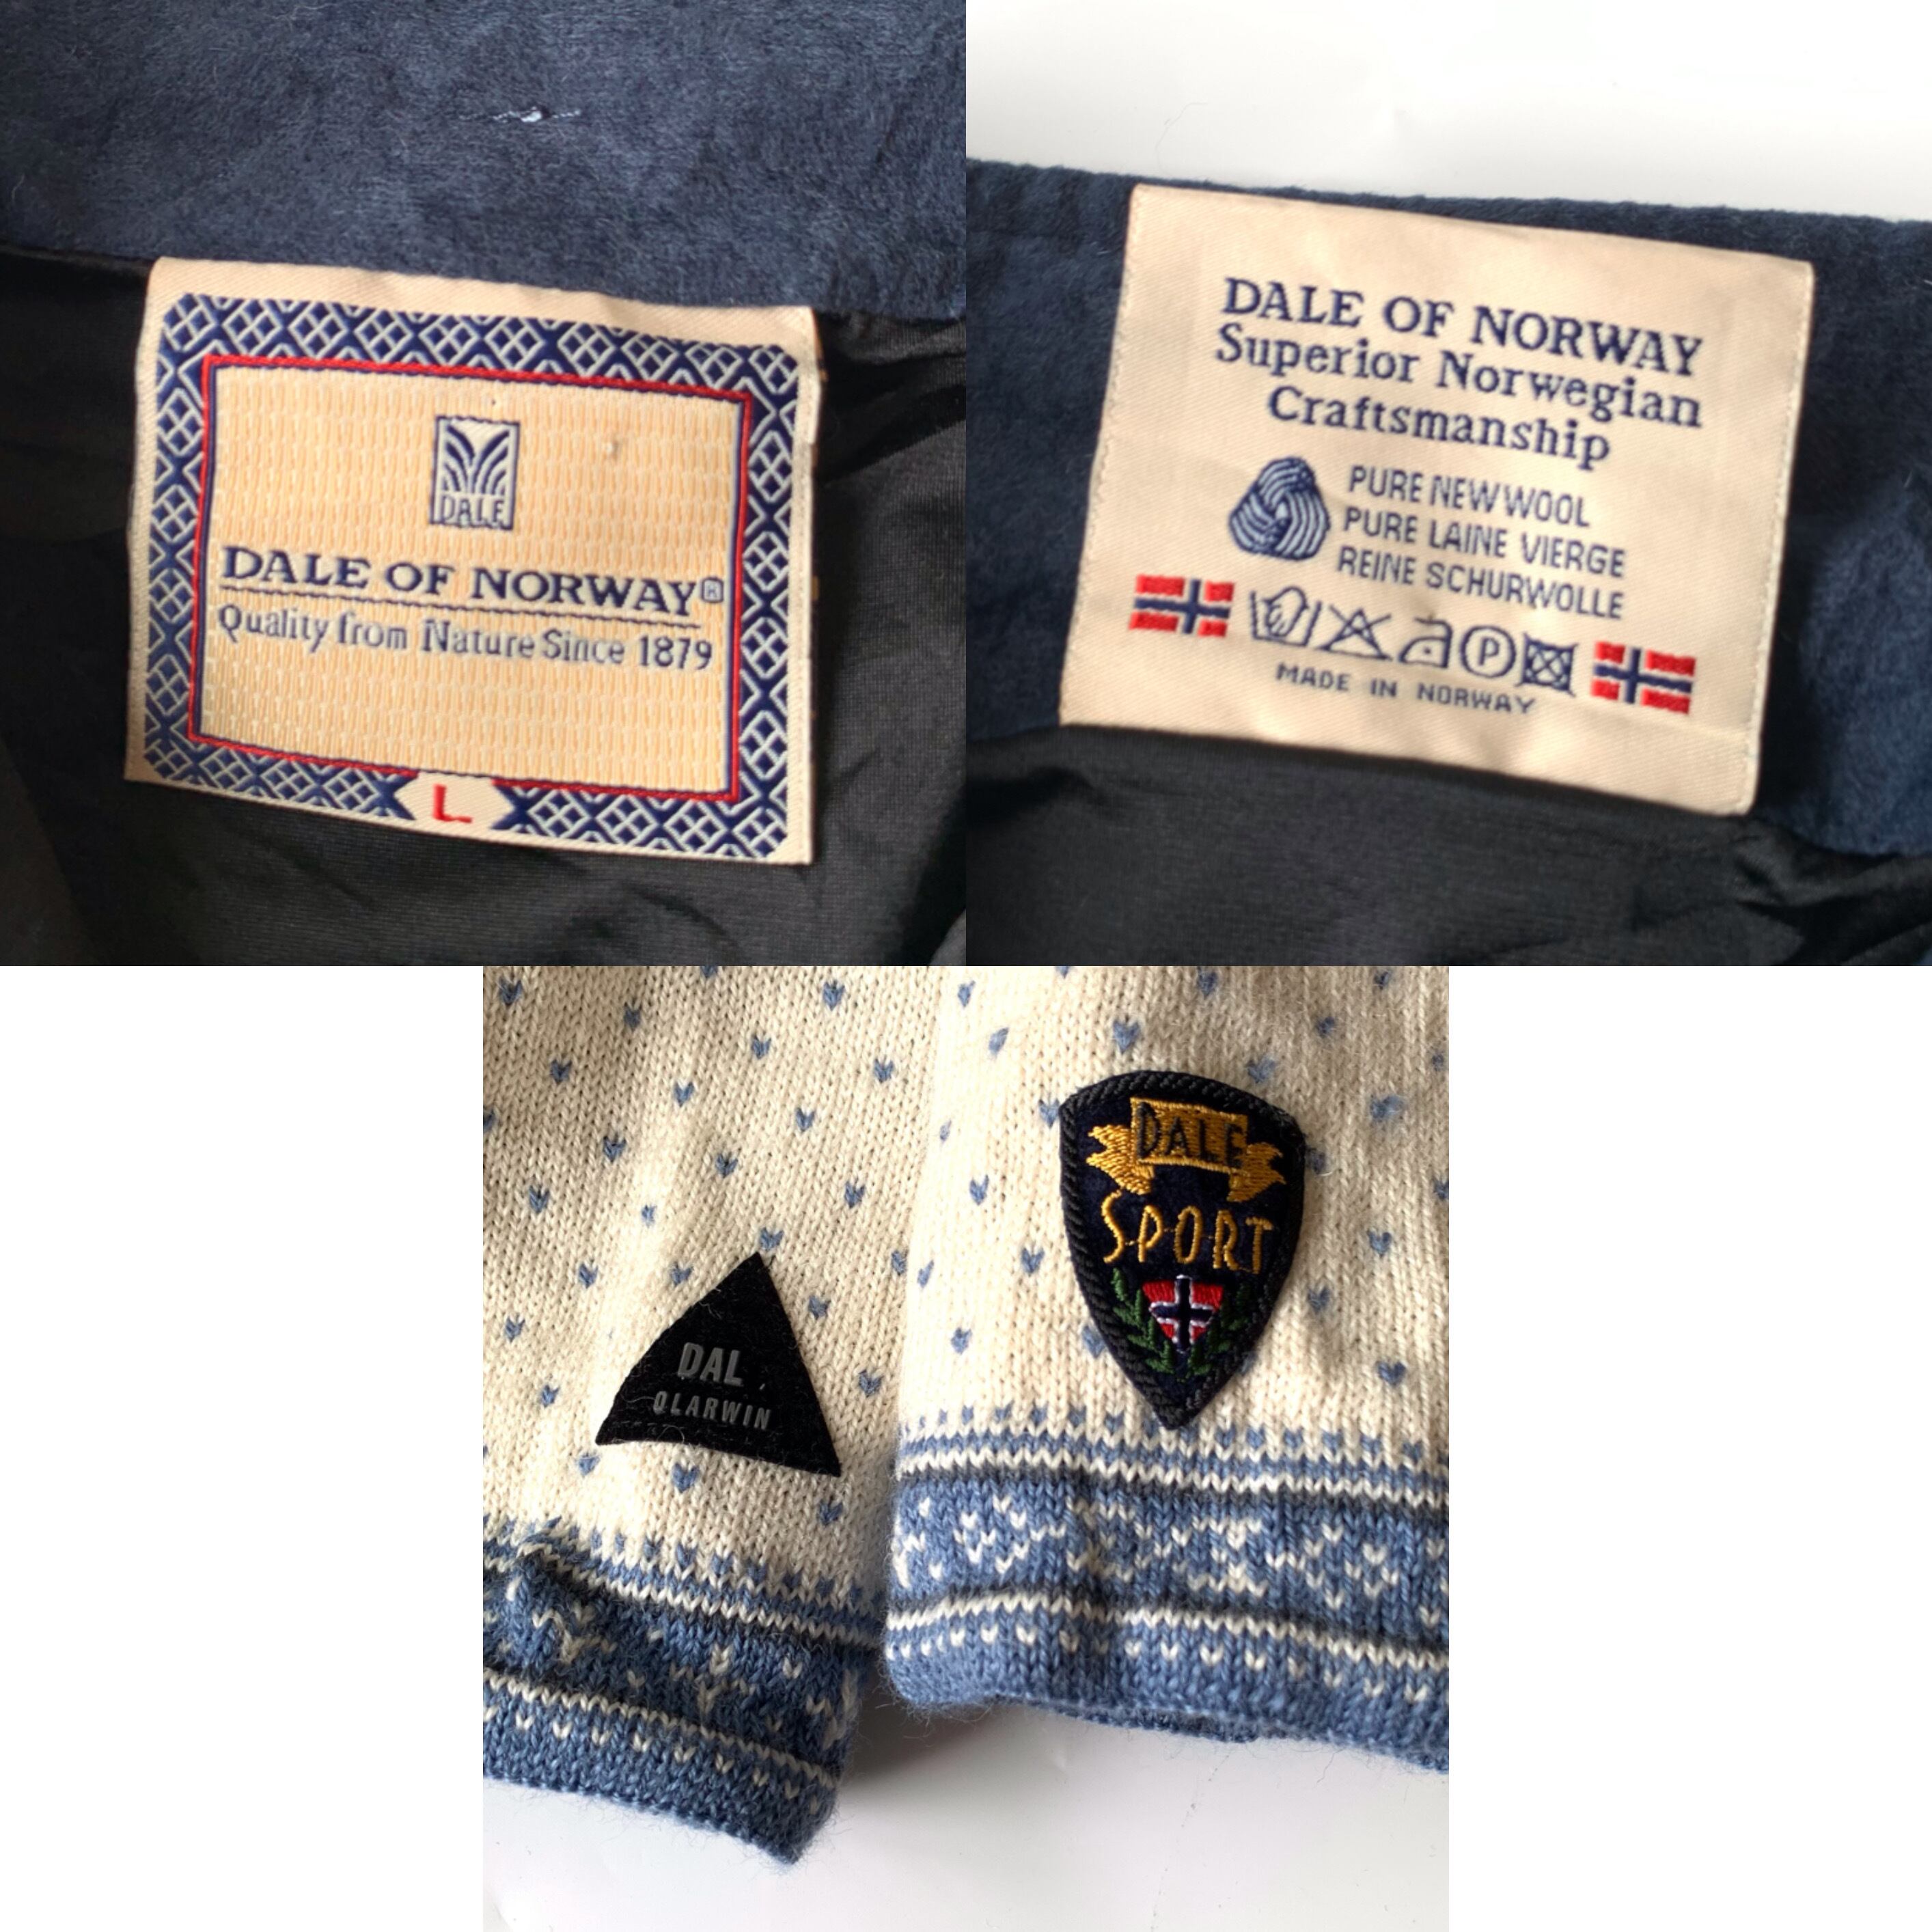 DALE
DALE OF NORWAY®
Quality from Nature Since 1879
L
DALE OF NORWAY
Superior Norwegian
Craftsmanship
PURE NEW WOOL
PURE LAINE VIERGE
REINE SCHURWOLLE
P
MADE IN NORWAY
DAL
OLARWIN
DALE
SPORT